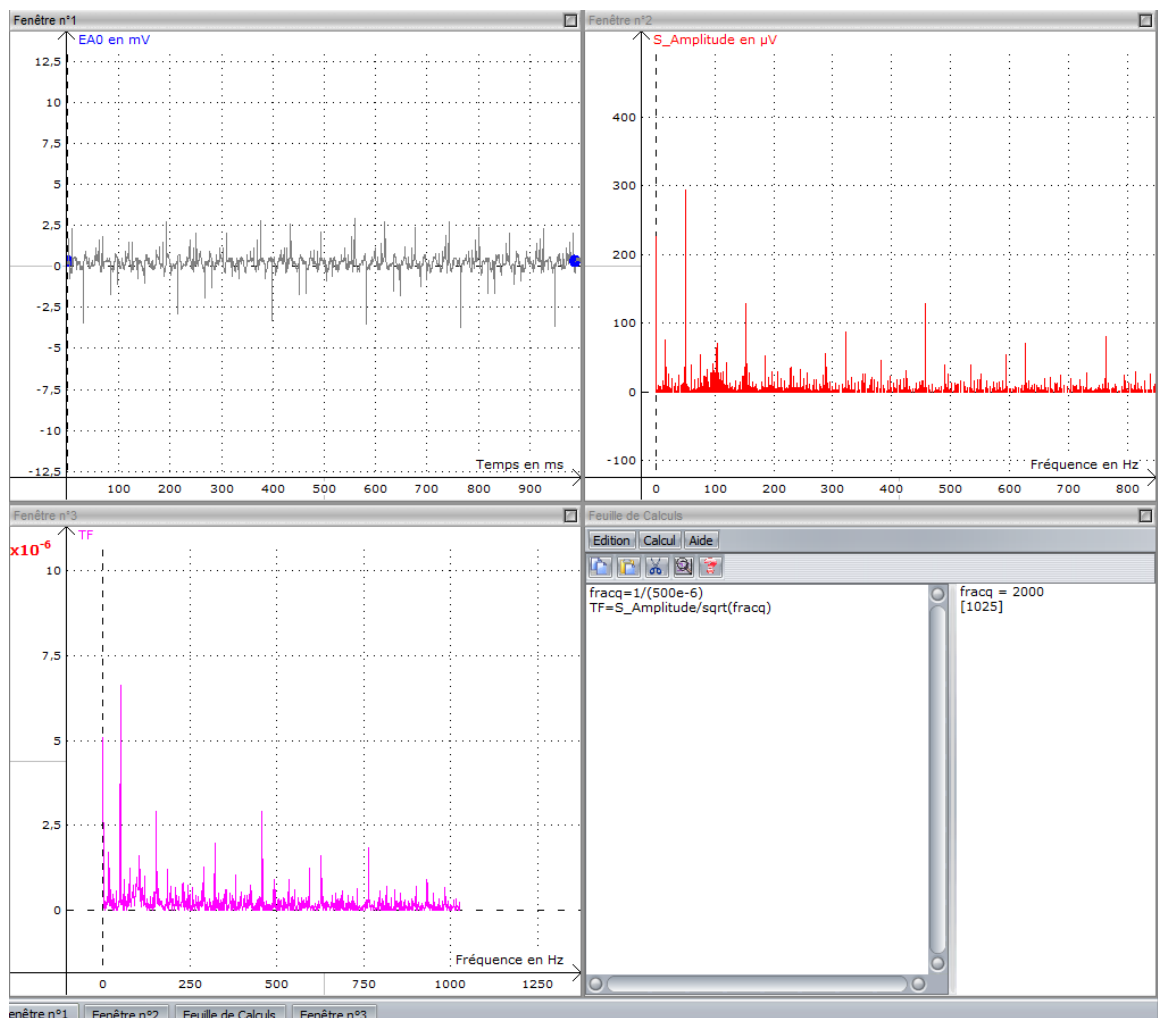 Fenêtre n°1
EA0 en mV
12,5
10
7,5
5
2,5
0
-2,5
-5
-7,5
-10
-12,5
Temps en ms
100 200 300 400 500 600 700 800 900
Fenêtre n°2
S_Amplitude en µV
400
300
200
100
0
-100
Fréquence en Hz
0 100 200 300 400 500 600 700 800
Fenêtre n°3
TF
x10-6
10
7,5
5
2,5
0
Fréquence en Hz
0 250 500 750 1000 1250
Feuille de Calculs
Edition Calcul Aide
fracq=1/(500e-6)
TF=S_Amplitude/sqrt(fracq)
fracq = 2000
[1025]
enêtre n°1 Fenêtre n°2 Feuille de Calculs Fenêtre n°3